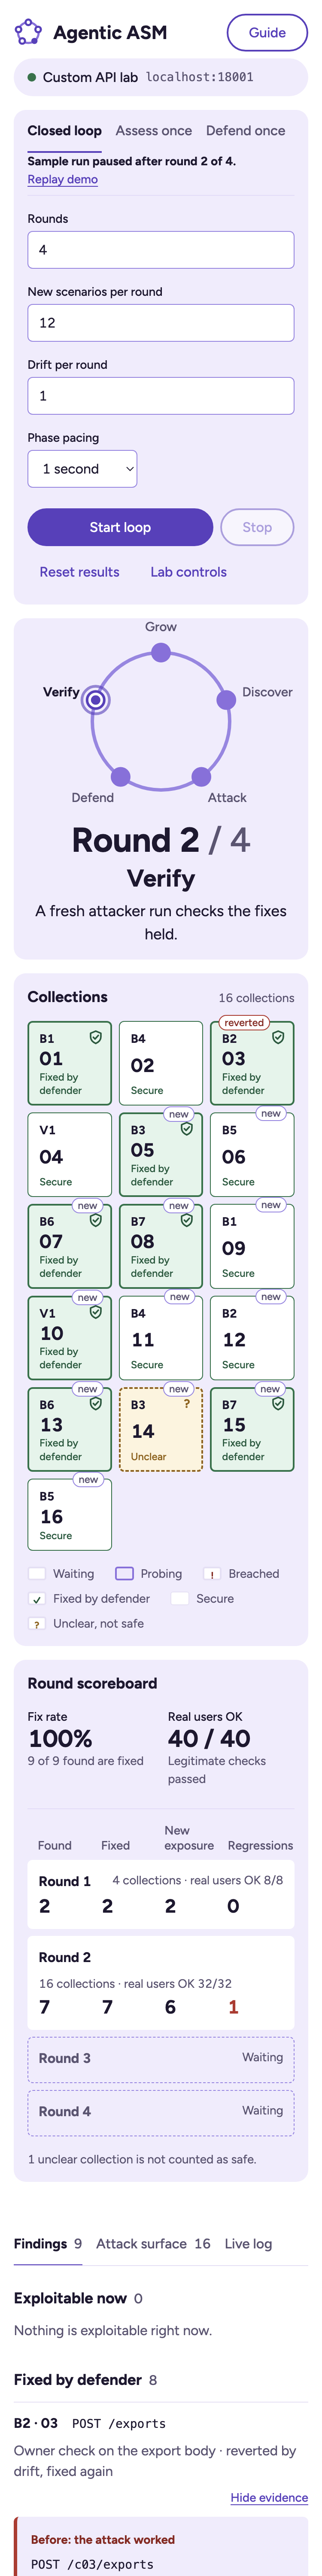 Agentic ASM
Guide
Custom API lab localhost:18001
Closed loop Assess once Defend once
Sample run paused after round 2 of 4.
Replay demo
Rounds
4
New scenarios per round
12
Drift per round
1
Phase pacing
1 second
Start loop Stop
Reset results Lab controls
Grow
Verify Discover
Defend Attack
Round 2 / 4
Verify
A fresh attacker run checks the fixes
held.
Collections 16 collections
B1
01
Fixed by
defender
B4
02
Secure
reverted
B2
03
Fixed by
defender
V1
04
Secure
new
B3
05
Fixed by
defender
new
B5
06
Secure
new
B6
07
Fixed by
defender
new
B7
08
Fixed by
defender
new
B1
09
Secure
new
V1
10
Fixed by
defender
new
B4
11
Secure
new
B2
12
Secure
new
B6
13
Fixed by
defender
new
B3 ?
14
Unclear
new
B7
15
Fixed by
defender
new
B5
16
Secure
Waiting Probing ! Breached
Fixed by defender Secure
? Unclear, not safe
Round scoreboard
Fix rate
100%
9 of 9 found are fixed
Real users OK
40 / 40
Legitimate checks
passed
Found Fixed New
exposure Regressions
Round 1 4 collections · real users OK 8/8
2 2 2 0
Round 2
16 collections · real users OK 32/32
7 7 6 1
Round 3 Waiting
Round 4 Waiting
1 unclear collection is not counted as safe.
Findings 9 Attack surface 16 Live log
Exploitable now 0
Nothing is exploitable right now.
Fixed by defender 8
B2 · 03 POST /exports
Owner check on the export body · reverted by
drift, fixed again
Hide evidence
Before: the attack worked
POST /c03/exports